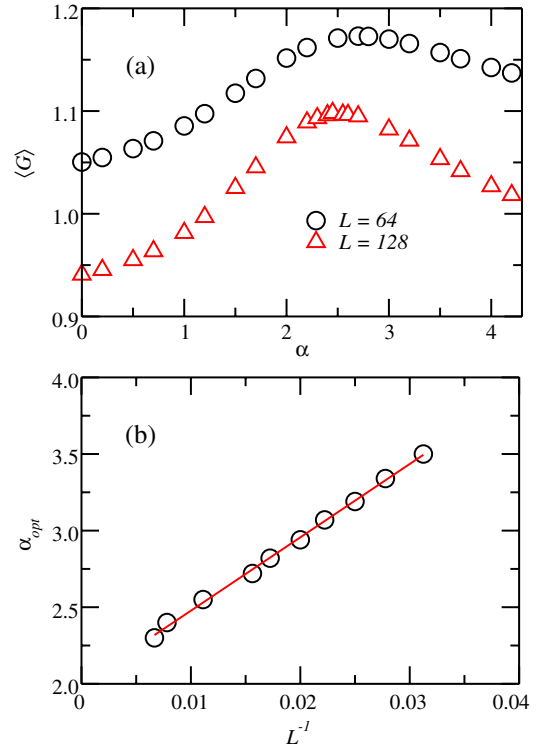 1.2
(a)
1.1
⟨G⟩
1.0
L = 64
L = 128
0.9
0 1 2 3 4
α
4.0
(b)
3.5
α_opt
3.0
2.5
2.0
0 0.01 0.02 0.03 0.04
L⁻¹